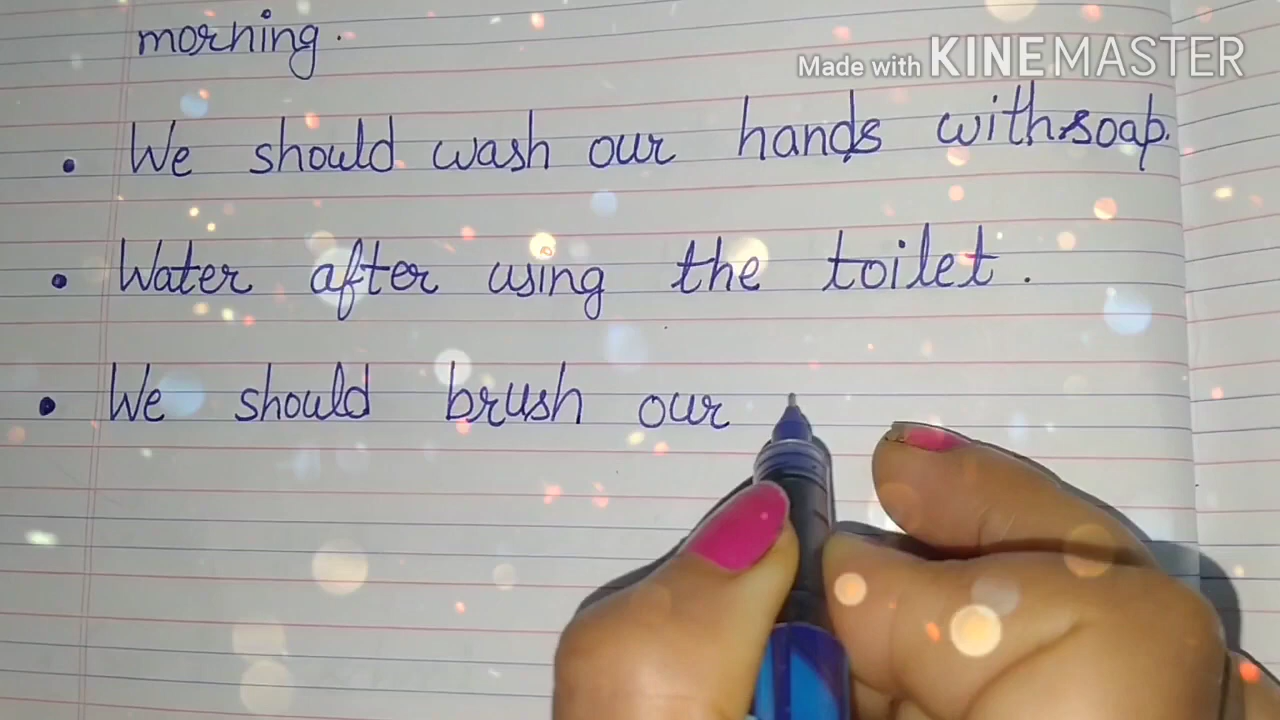 morning.
Made with KINEMASTER
• We should wash our hands with soap.
• Water after using the toilet.
• We should brush our